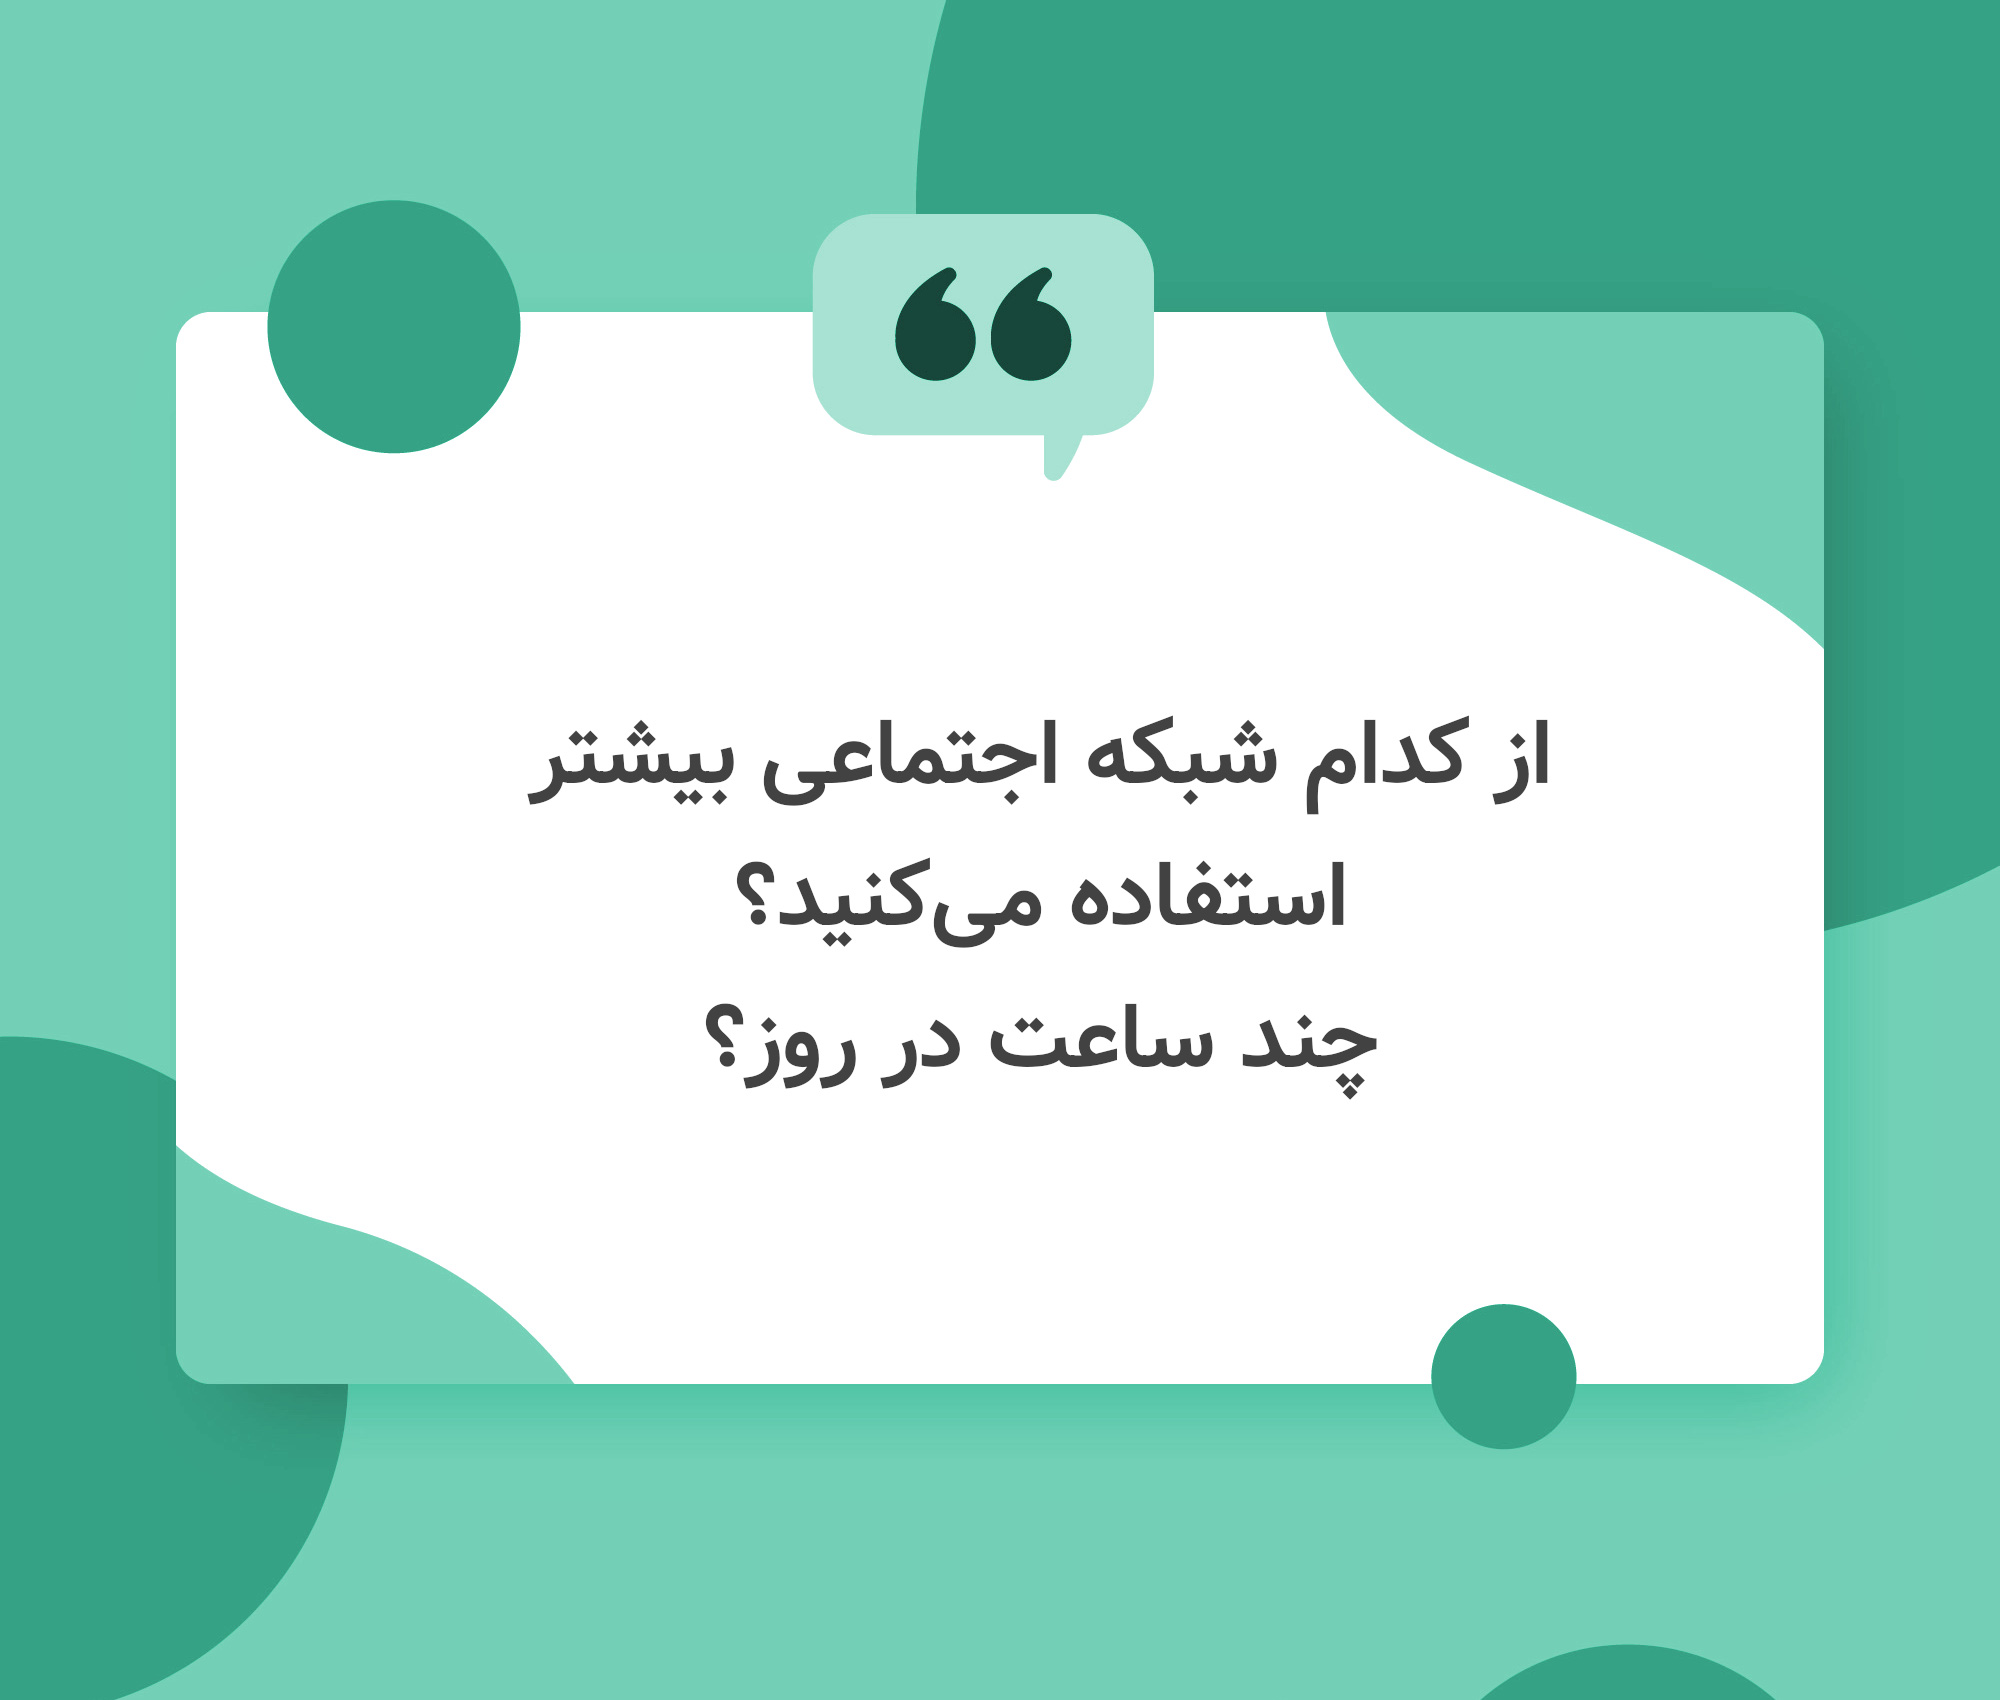 از کدام شبکه اجتماعی بیشتر
استفاده می‌کنید؟
چند ساعت در روز؟